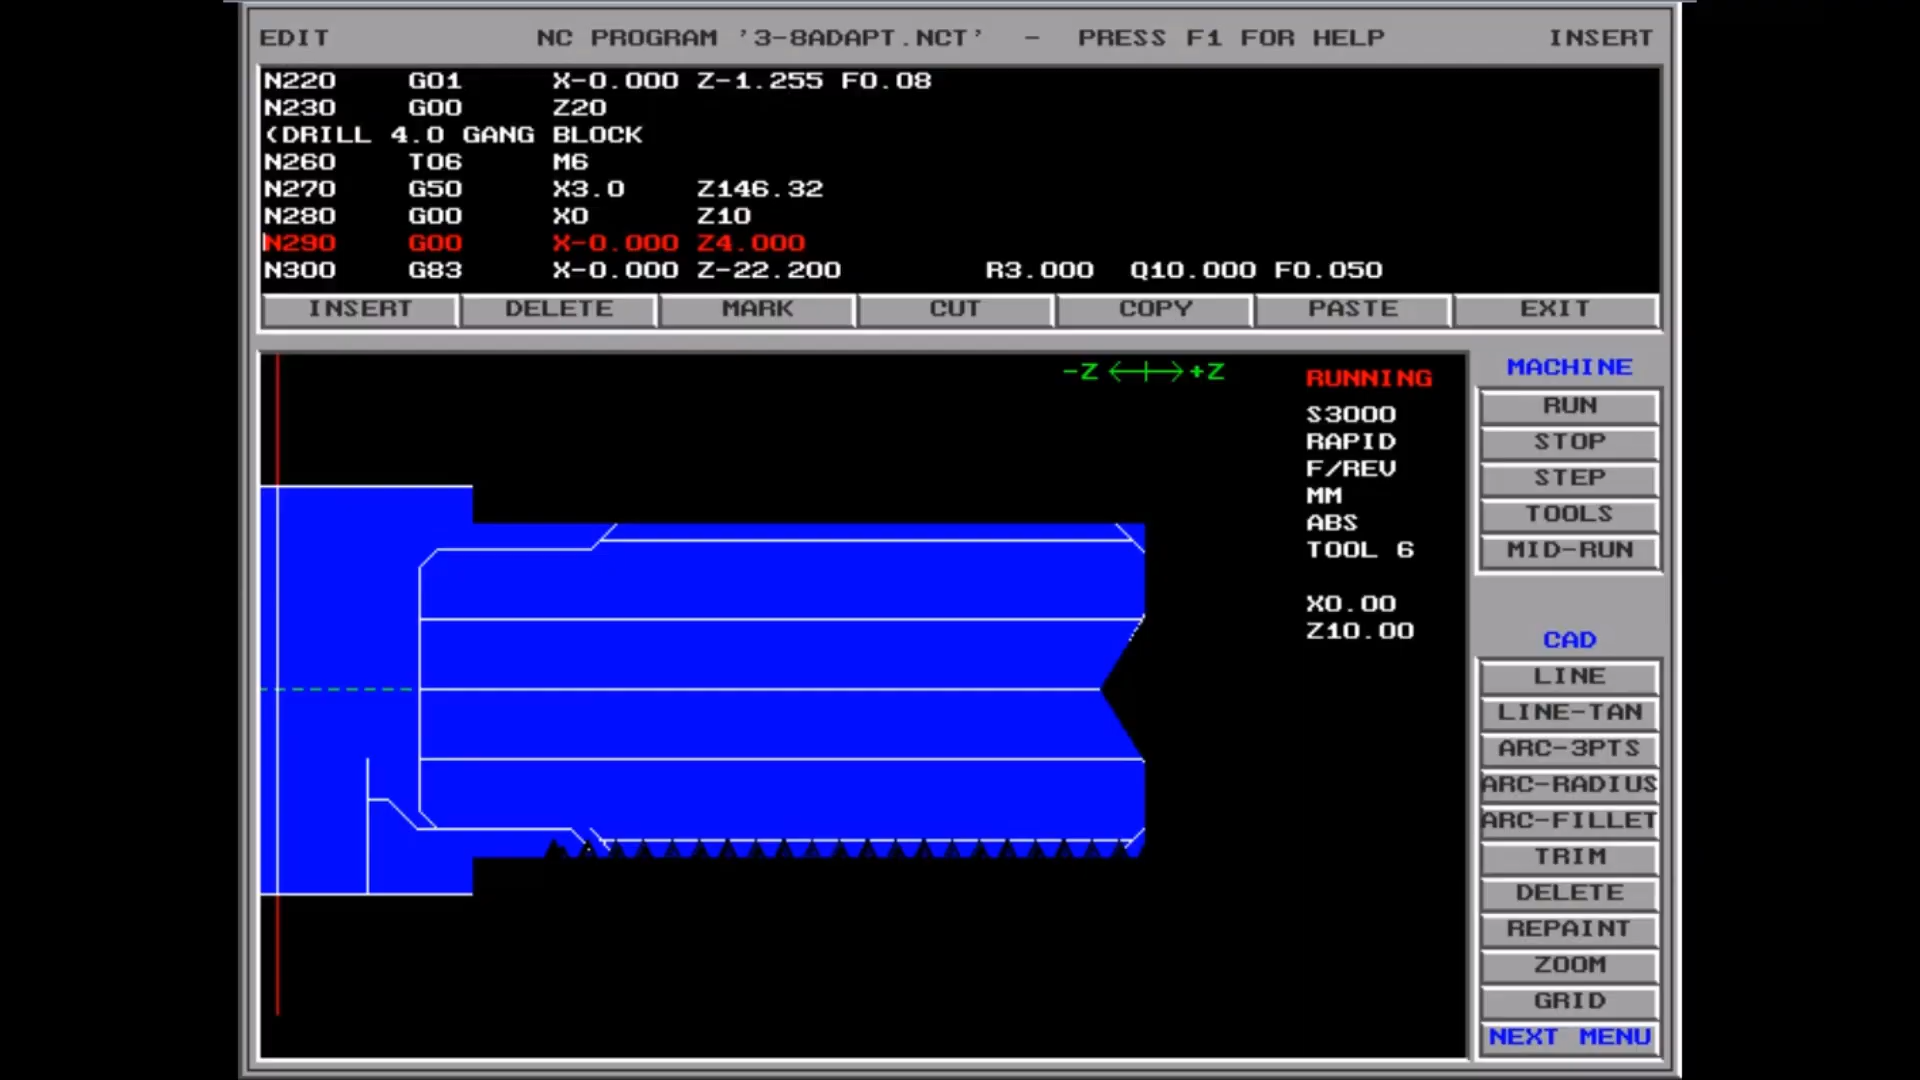 EDIT NC PROGRAM '3-8ADAPT.NCT' - PRESS F1 FOR HELP INSERT
N220 G01 X-0.000 Z-1.255 F0.08
N230 G00 Z20
(DRILL 4.0 GANG BLOCK
N260 T06 M6
N270 G50 X3.0 Z146.32
N280 G00 X0 Z10
N290 G00 X-0.000 Z4.000
N300 G83 X-0.000 Z-22.200 R3.000 Q10.000 F0.050
INSERT DELETE MARK CUT COPY PASTE EXIT
-Z +Z
RUNNING
S3000
RAPID
F/REV
MM
ABS
TOOL 6
X0.00
Z10.00
MACHINE
RUN
STOP
STEP
TOOLS
MID-RUN
CAD
LINE
LINE-TAN
ARC-3PTS
ARC-RADIUS
ARC-FILLET
TRIM
DELETE
REPAINT
ZOOM
GRID
NEXT MENU